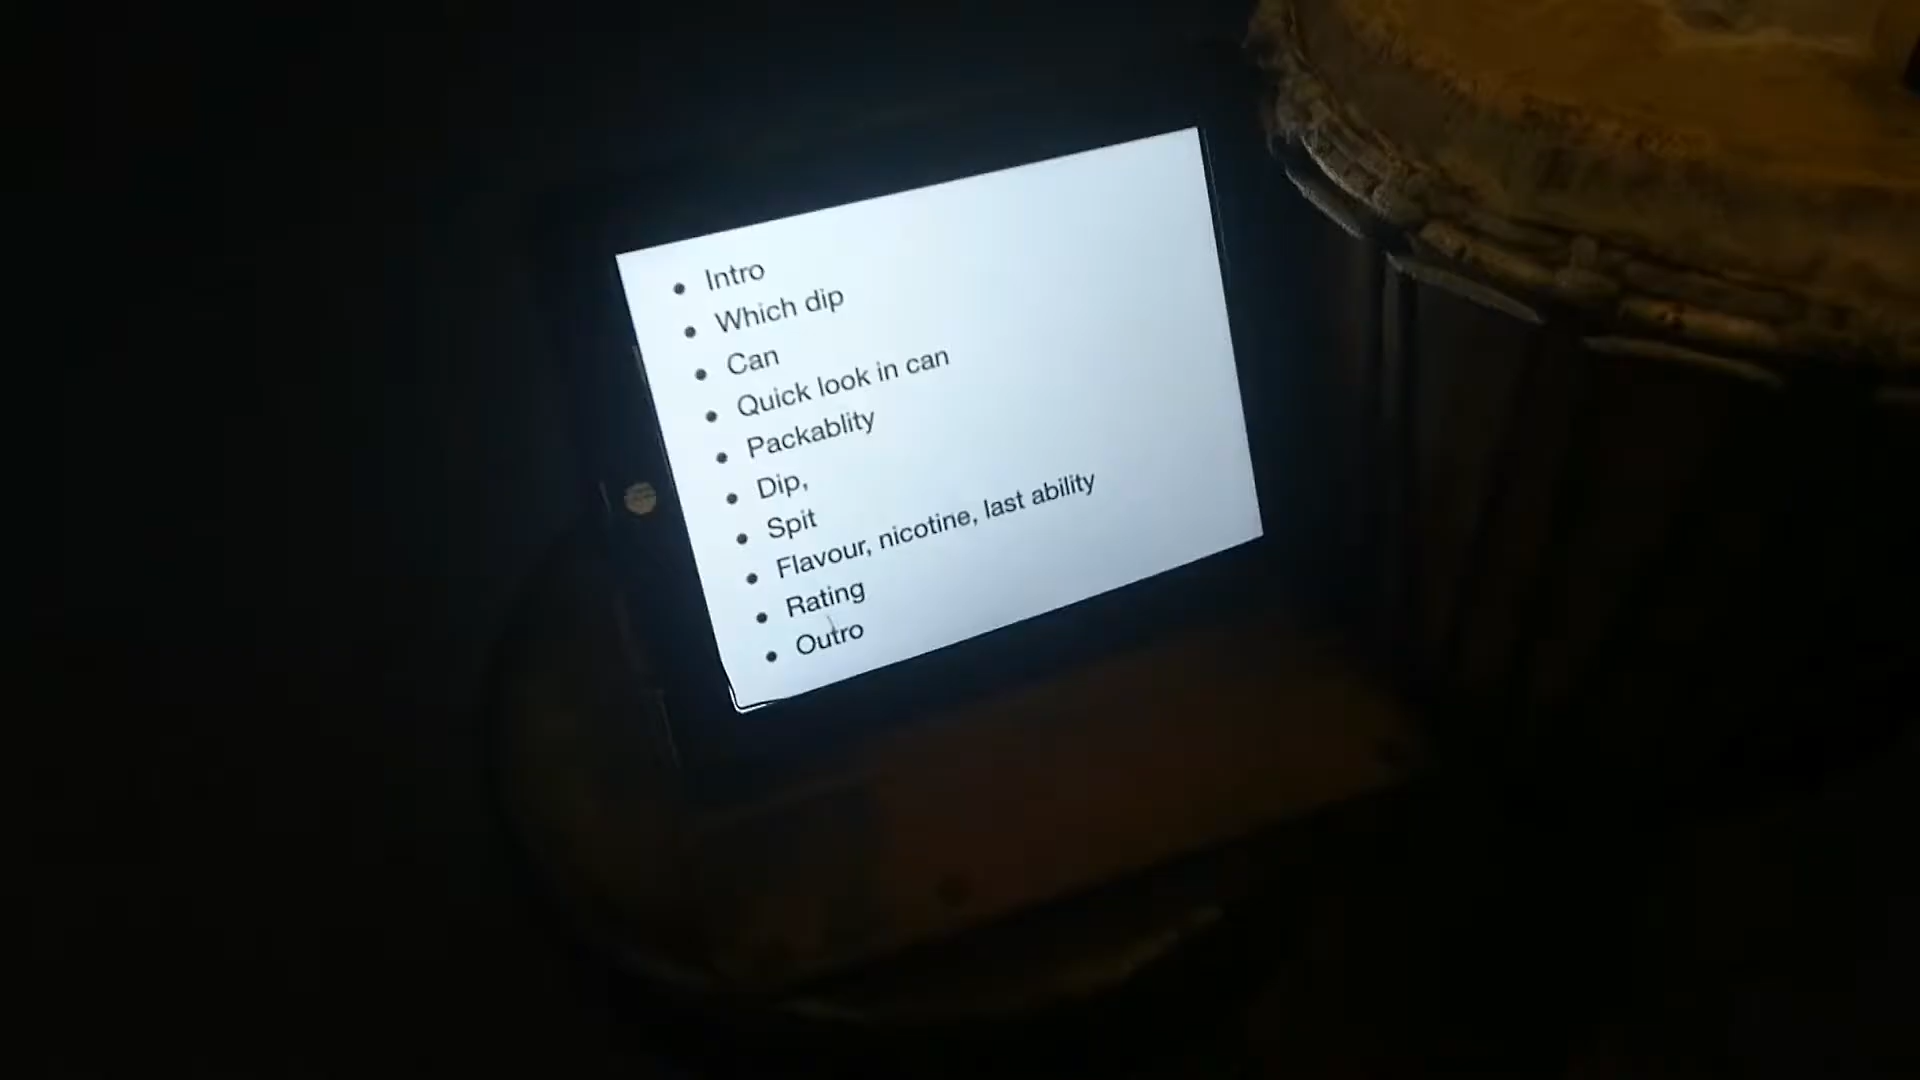 • Intro
• Which dip
• Can
• Quick look in can
• Packablity
• Dip,
• Spit
• Flavour, nicotine, last ability
• Rating
• Outro